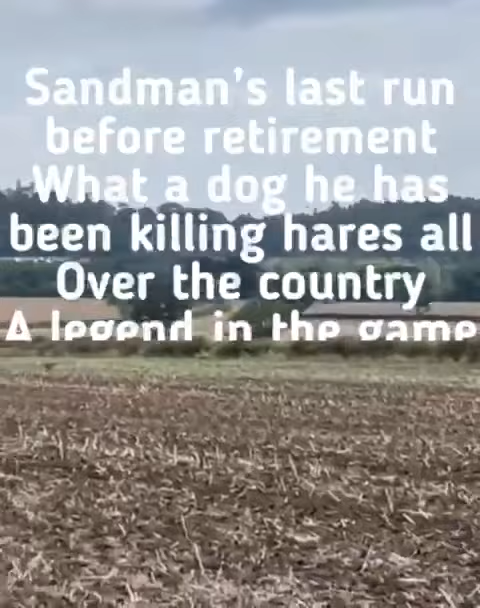 Sandman's last run
before retirement
What a dog he has
been killing hares all
Over the country
A legend in the game